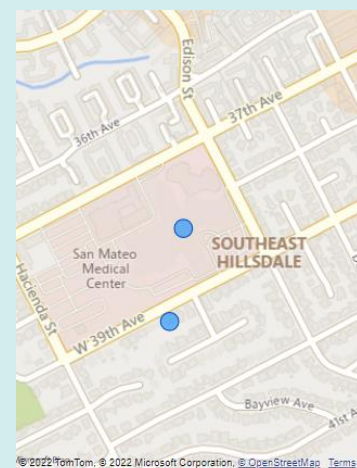 Edison St
37th Ave
36th Ave
San Mateo
Medical
Center
SOUTHEAST
HILLSDALE
Hacienda St
W 39th Ave
Bayview Ave
41st A
© 2022 TomTom, © 2022 Microsoft Corporation, © OpenStreetMap Terms